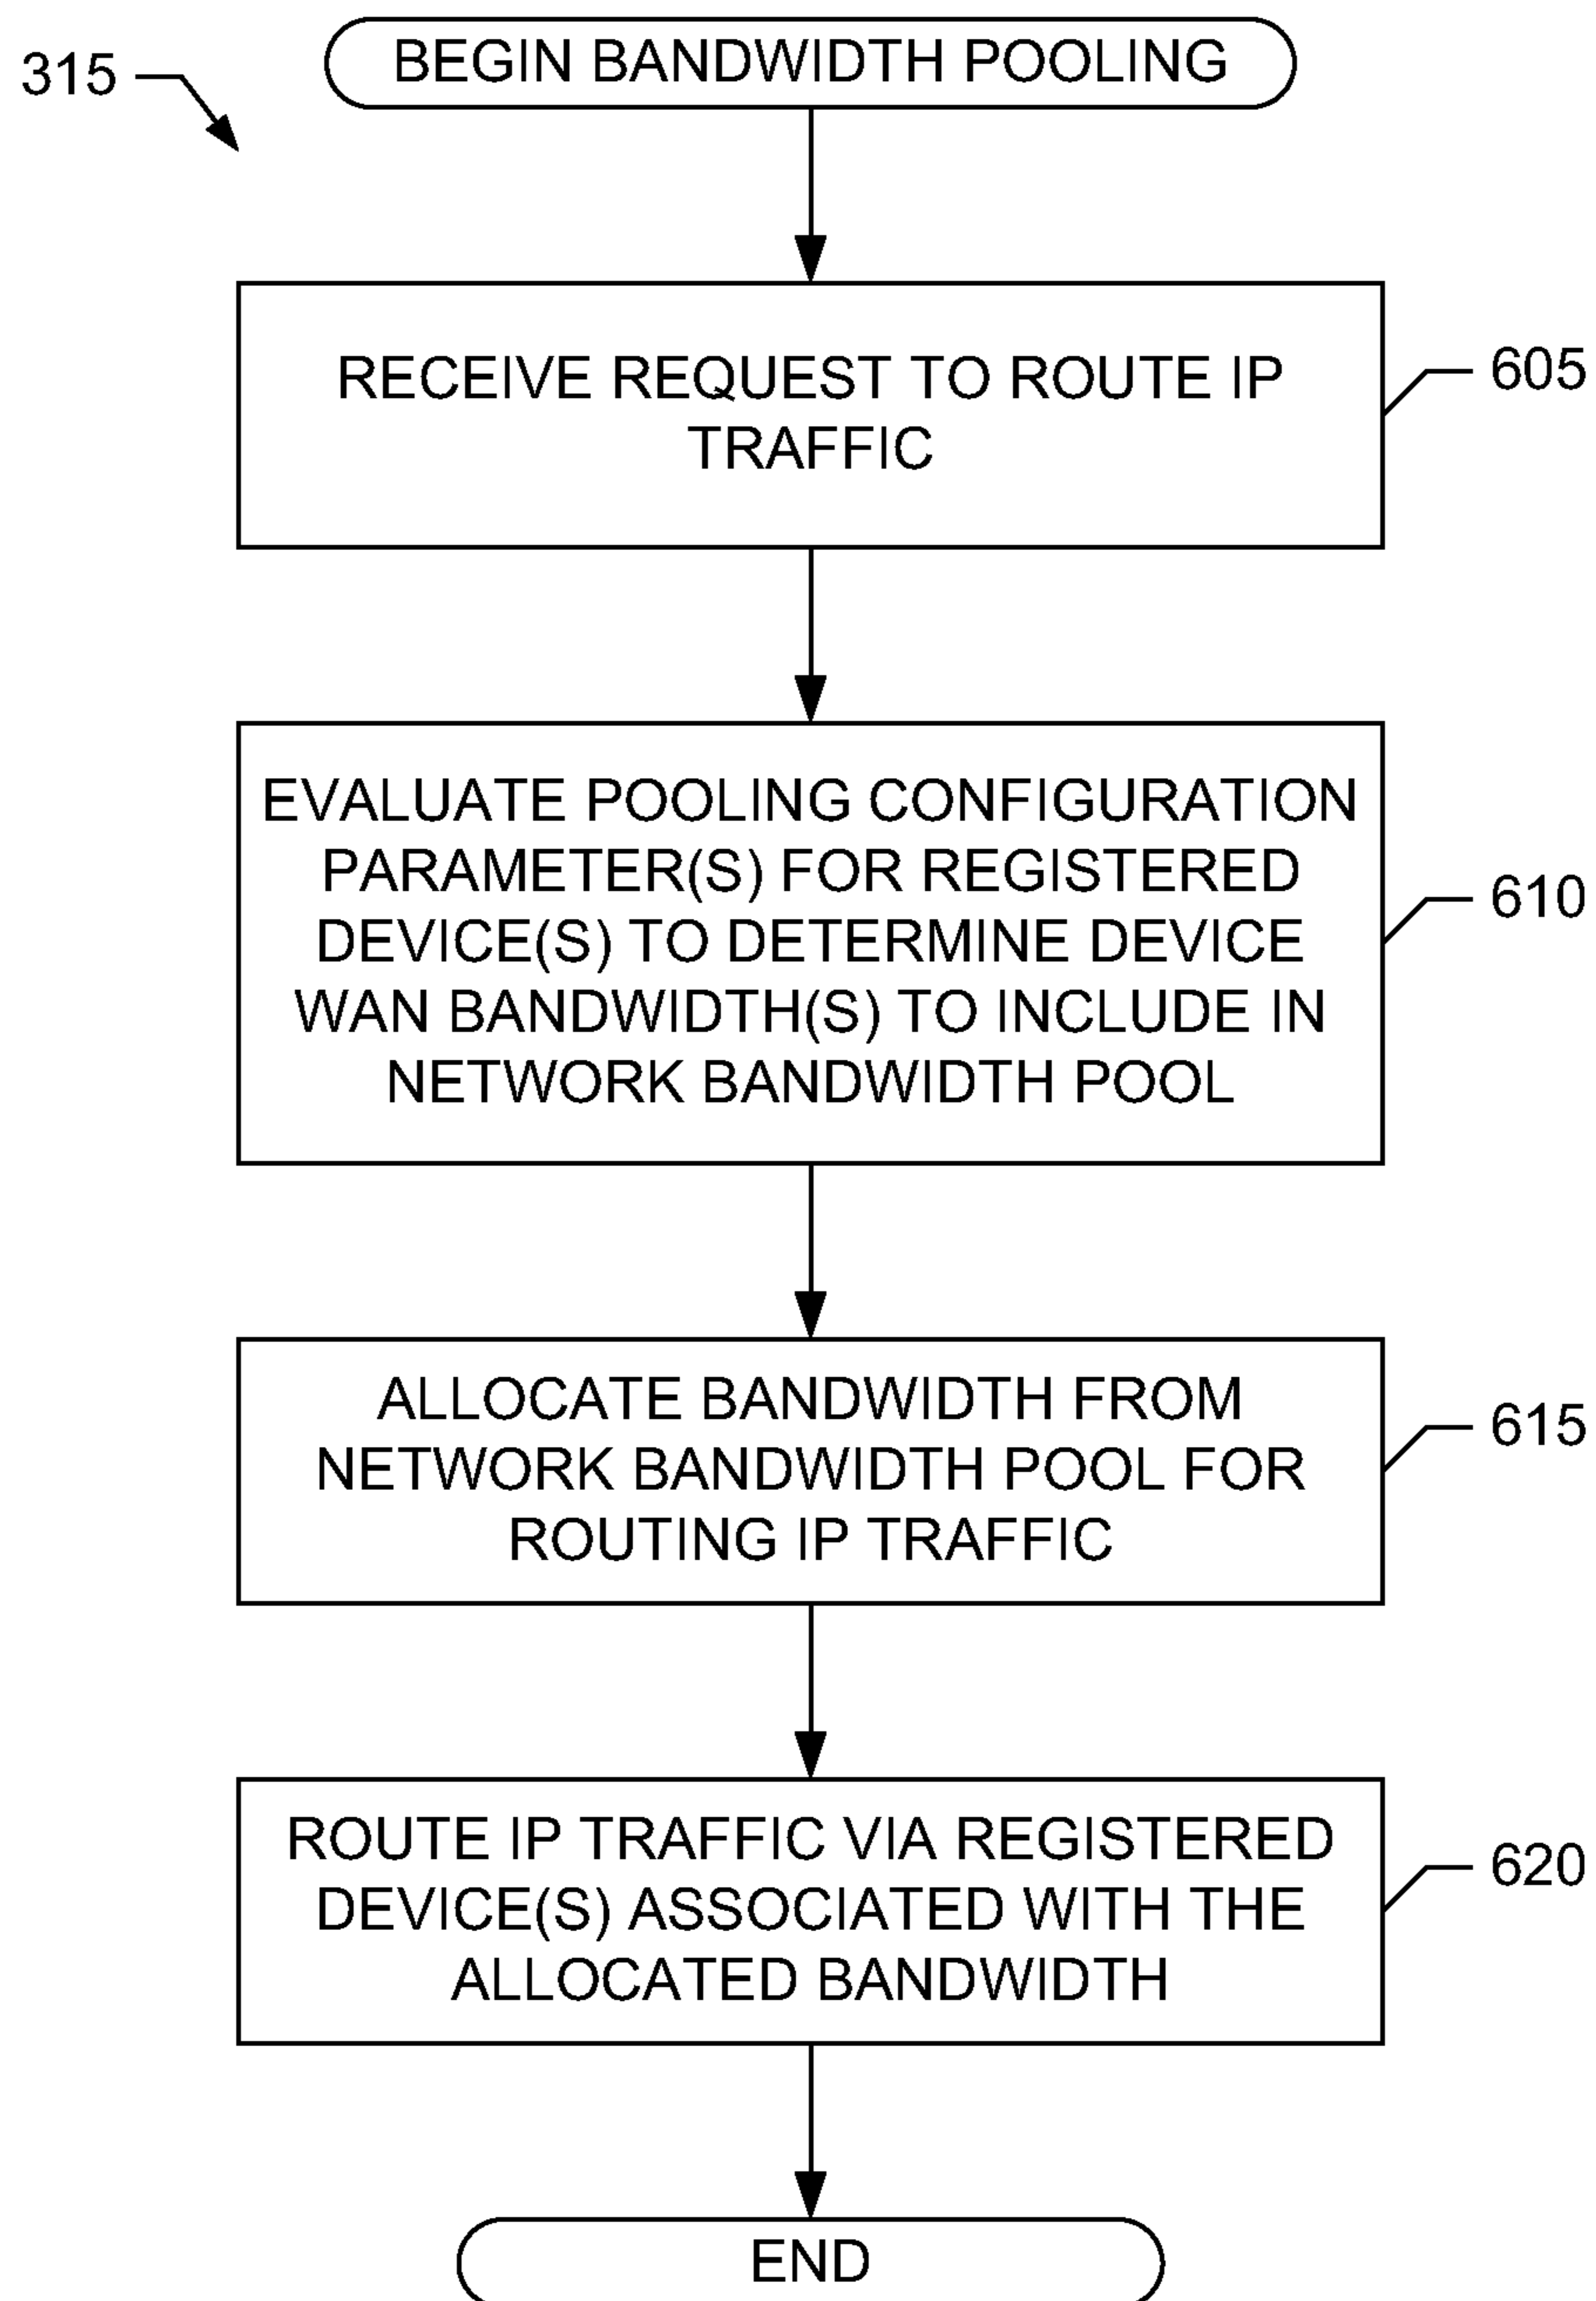 315
BEGIN BANDWIDTH POOLING
RECEIVE REQUEST TO ROUTE IP
TRAFFIC
605
EVALUATE POOLING CONFIGURATION
PARAMETER(S) FOR REGISTERED
DEVICE(S) TO DETERMINE DEVICE
WAN BANDWIDTH(S) TO INCLUDE IN
NETWORK BANDWIDTH POOL
610
ALLOCATE BANDWIDTH FROM
NETWORK BANDWIDTH POOL FOR
ROUTING IP TRAFFIC
615
ROUTE IP TRAFFIC VIA REGISTERED
DEVICE(S) ASSOCIATED WITH THE
ALLOCATED BANDWIDTH
620
END